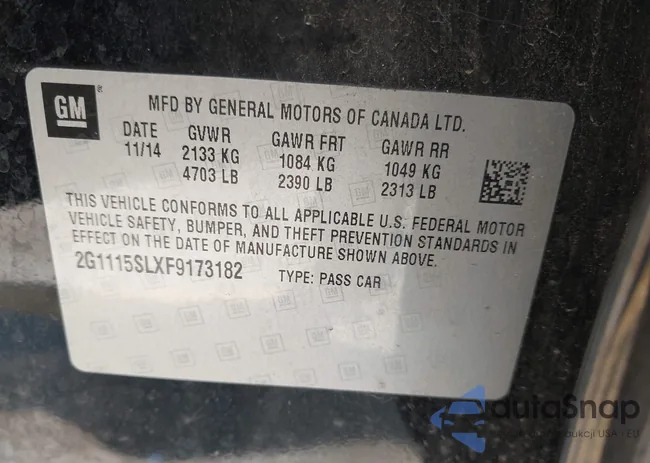 GM
MFD BY GENERAL MOTORS OF CANADA LTD.
DATE GVWR GAWR FRT GAWR RR
11/14 2133 KG 1084 KG 1049 KG
4703 LB 2390 LB 2313 LB
THIS VEHICLE CONFORMS TO ALL APPLICABLE U.S. FEDERAL MOTOR
VEHICLE SAFETY, BUMPER, AND THEFT PREVENTION STANDARDS IN
EFFECT ON THE DATE OF MANUFACTURE SHOWN ABOVE.
2G1115SLXF9173182 TYPE: PASS CAR
autoSnap
USA - EU